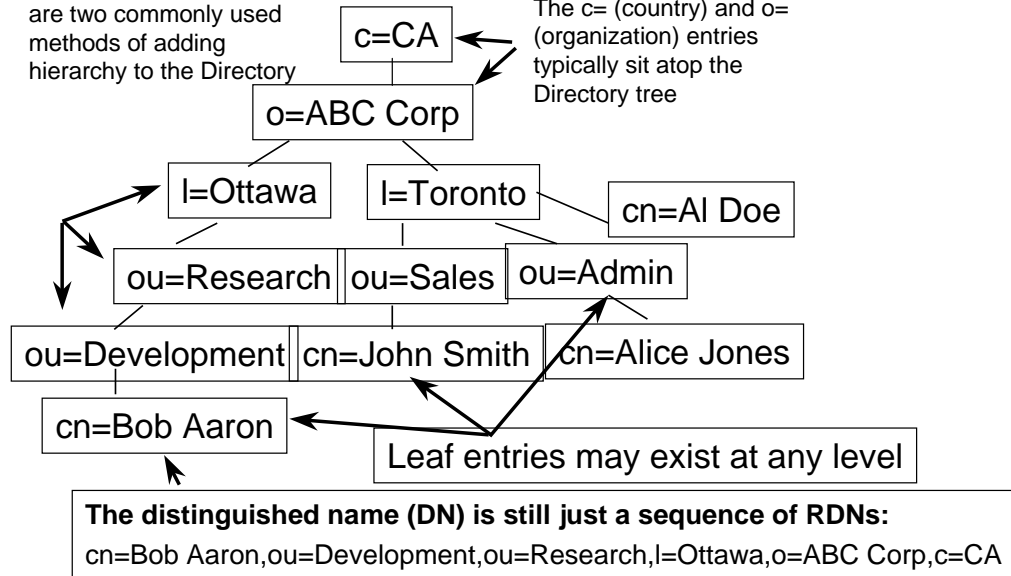 are two commonly used
methods of adding
hierarchy to the Directory
The c= (country) and o=
(organization) entries
typically sit atop the
Directory tree
c=CA
o=ABC Corp
l=Ottawa
l=Toronto
cn=Al Doe
ou=Research
ou=Sales
ou=Admin
ou=Development
cn=John Smith
cn=Alice Jones
cn=Bob Aaron
Leaf entries may exist at any level
The distinguished name (DN) is still just a sequence of RDNs:
cn=Bob Aaron,ou=Development,ou=Research,l=Ottawa,o=ABC Corp,c=CA